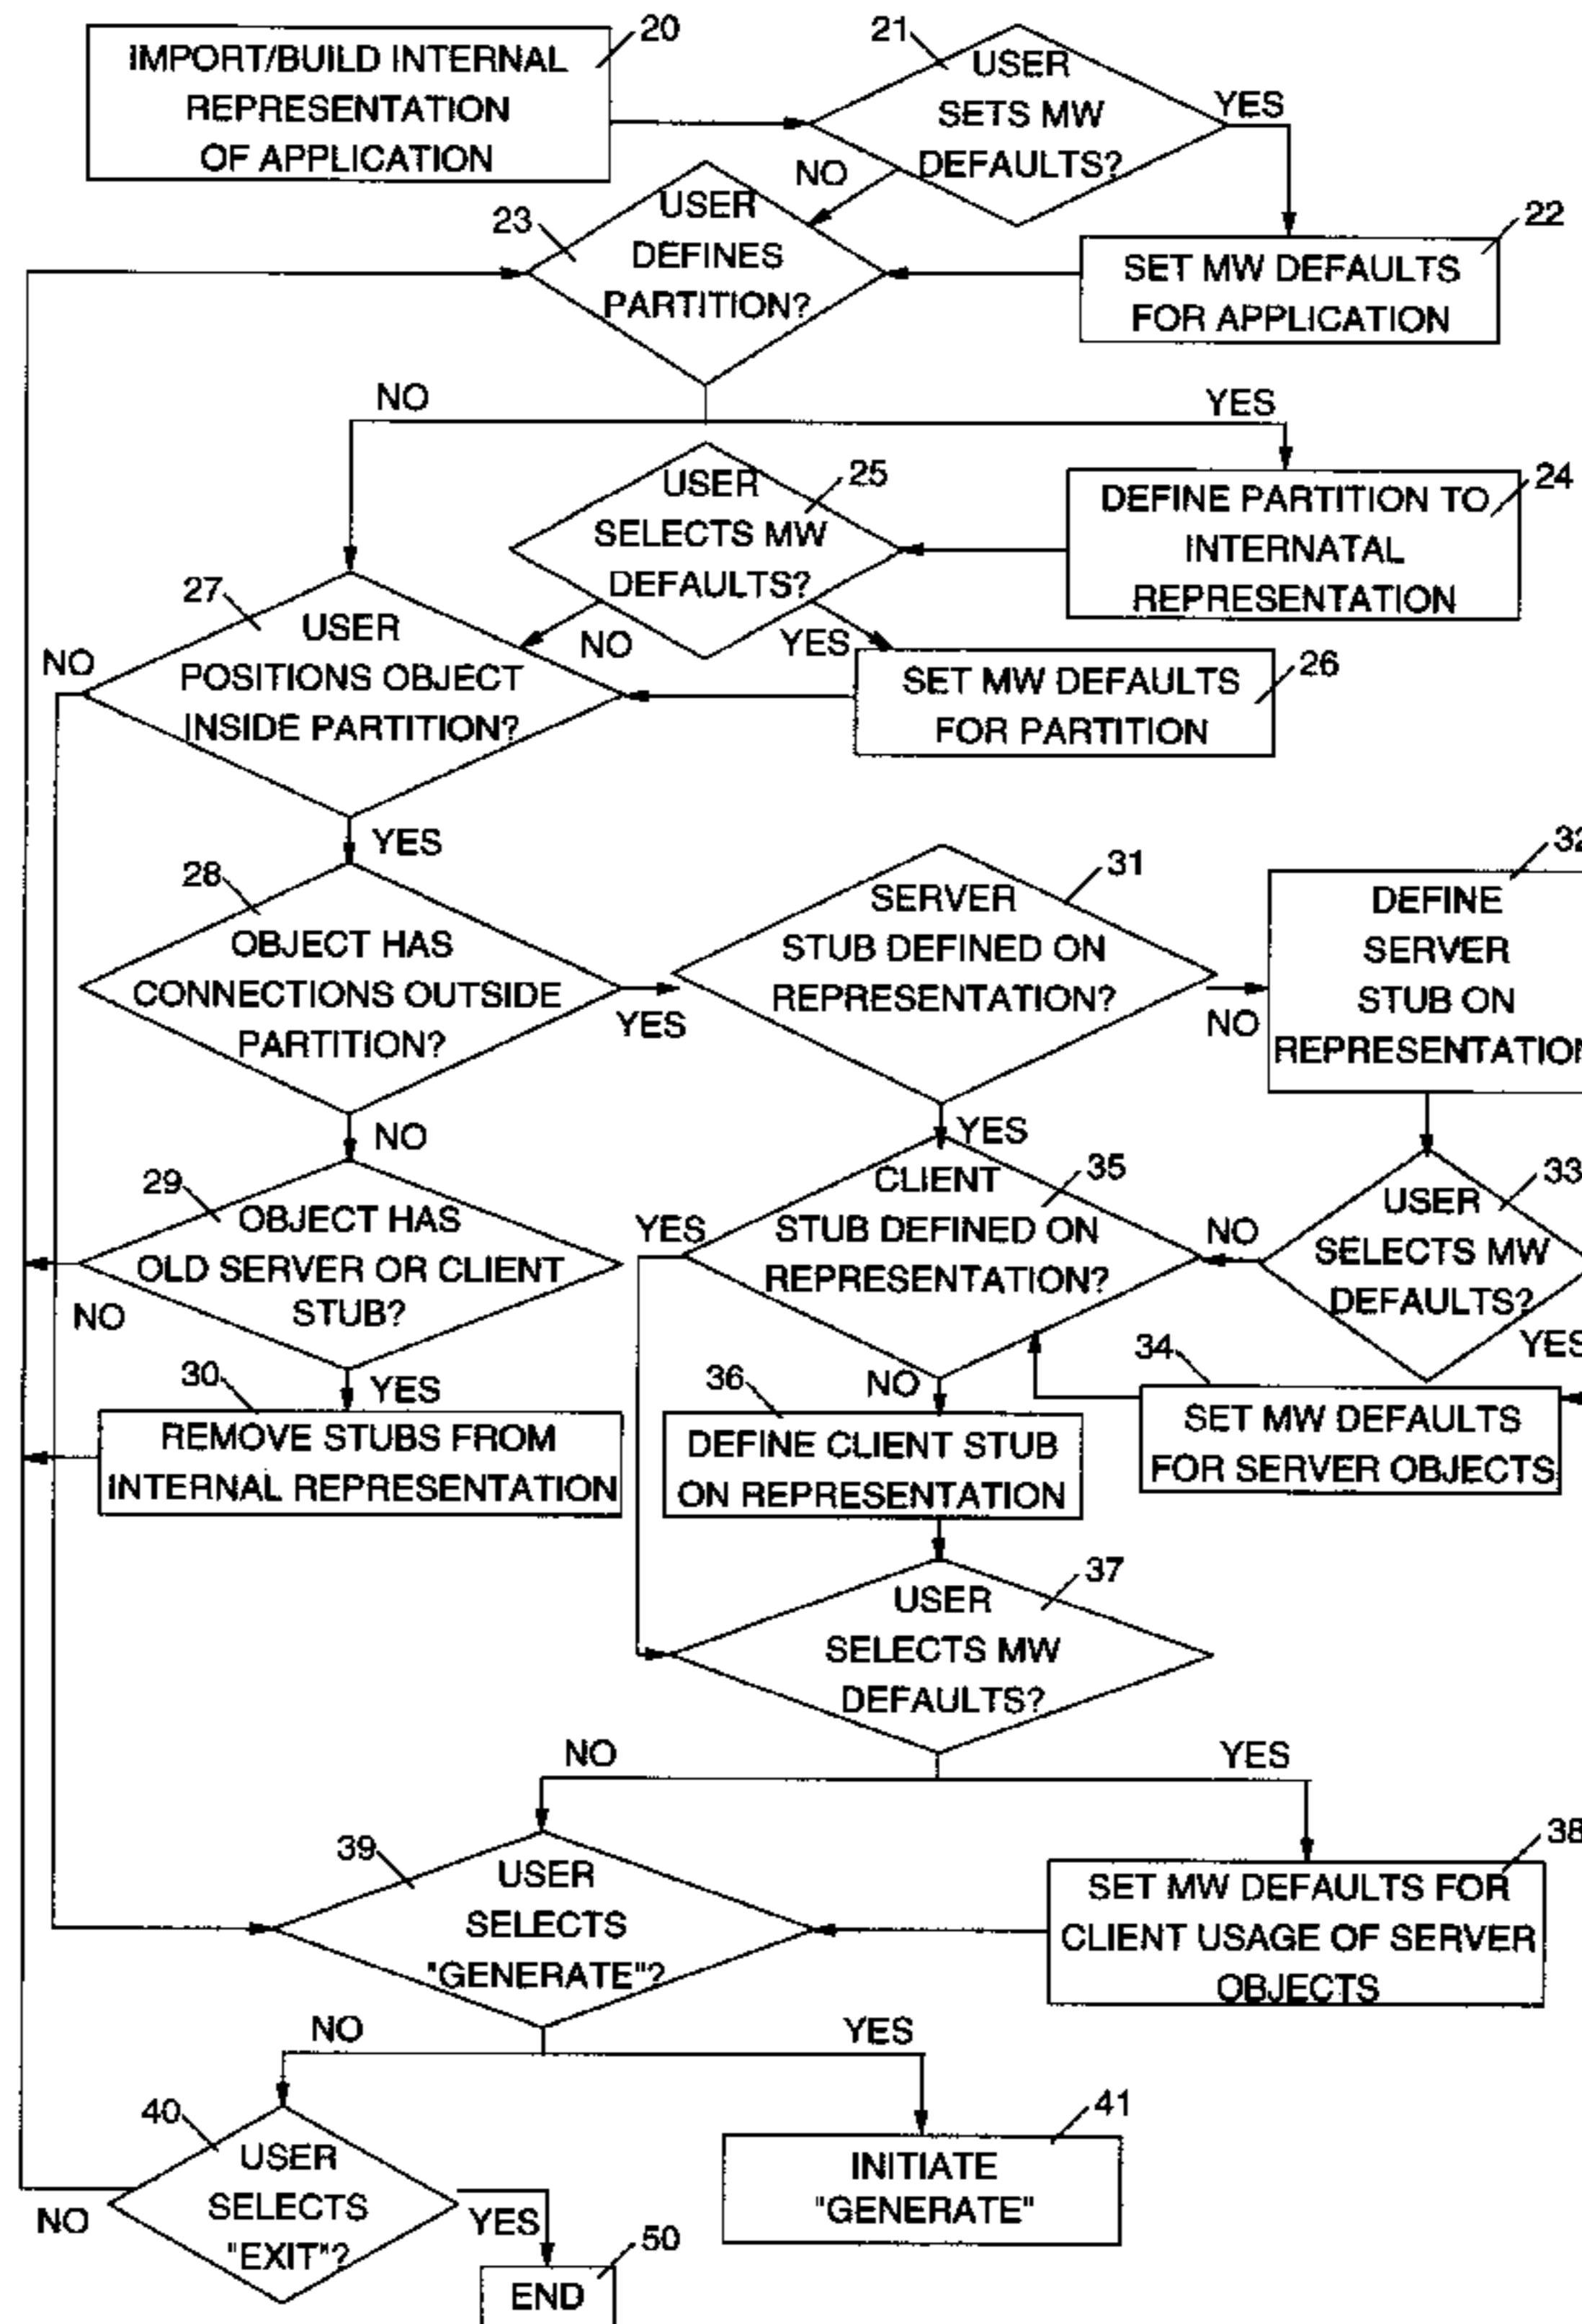 20
IMPORT/BUILD INTERNAL
REPRESENTATION
OF APPLICATION
21
USER
SETS MW
DEFAULTS?
YES
NO
22
SET MW DEFAULTS
FOR APPLICATION
23
USER
DEFINES
PARTITION?
NO
YES
24
DEFINE PARTITION TO
INTERNATAL
REPRESENTATION
25
USER
SELECTS MW
DEFAULTS?
NO
YES
26
SET MW DEFAULTS
FOR PARTITION
27
USER
POSITIONS OBJECT
INSIDE PARTITION?
NO
YES
28
OBJECT HAS
CONNECTIONS OUTSIDE
PARTITION?
YES
NO
31
SERVER
STUB DEFINED ON
REPRESENTATION?
NO
YES
32
DEFINE
SERVER
STUB ON
REPRESENTATION
29
OBJECT HAS
OLD SERVER OR CLIENT
STUB?
NO
YES
30
REMOVE STUBS FROM
INTERNAL REPRESENTATION
35
CLIENT
STUB DEFINED ON
REPRESENTATION?
YES
NO
33
USER
SELECTS MW
DEFAULTS?
NO
YES
34
SET MW DEFAULTS
FOR SERVER OBJECTS
36
DEFINE CLIENT STUB
ON REPRESENTATION
37
USER
SELECTS MW
DEFAULTS?
NO
YES
38
SET MW DEFAULTS FOR
CLIENT USAGE OF SERVER
OBJECTS
39
USER
SELECTS
"GENERATE"?
NO
YES
40
USER
SELECTS
"EXIT"?
NO
YES
41
INITIATE
"GENERATE"
50
END